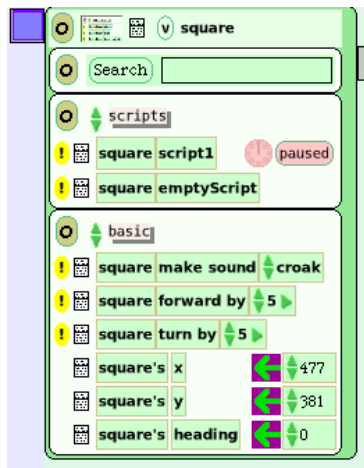 O v square
O Search
O scripts
! square script1 paused
! square emptyScript
O basic
! square make sound croak
! square forward by 5
! square turn by 5
square's x 477
square's y 381
square's heading 0